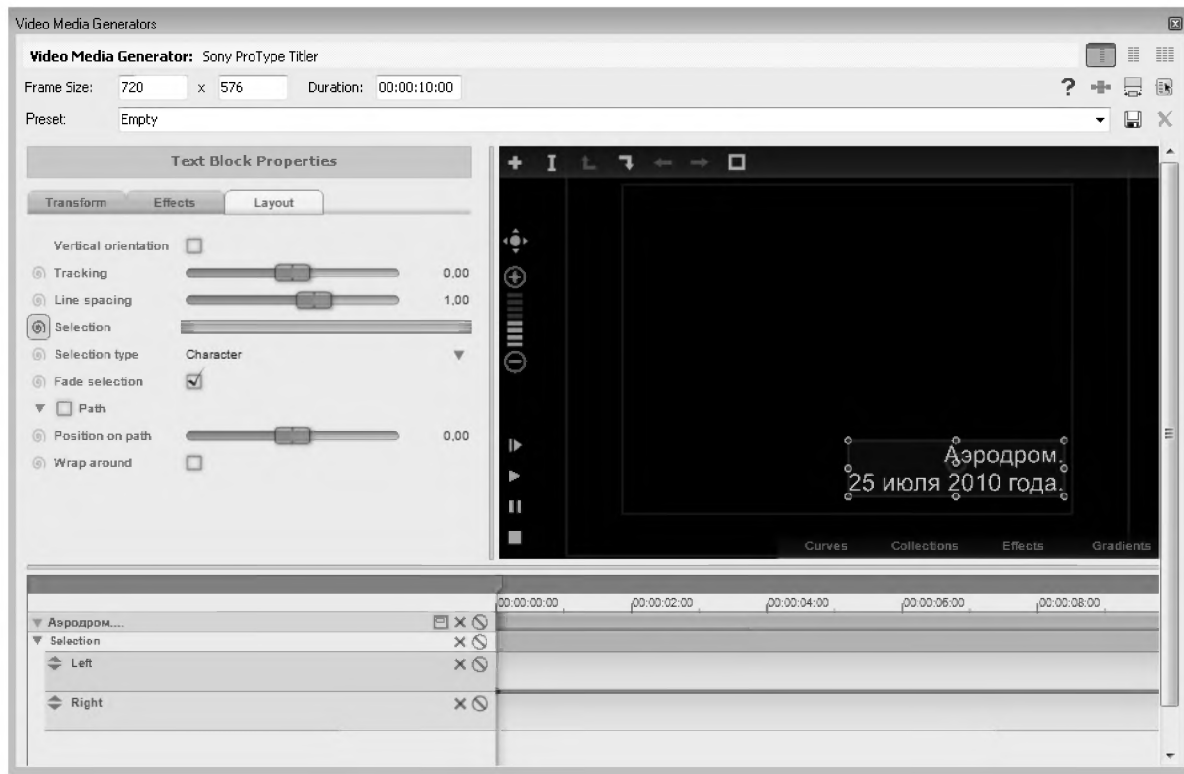 Video Media Generators
Video Media Generator: Sony ProType Titler
Frame Size: 720 x 576 Duration: 00:00:10:00
Preset: Empty
Text Block Properties
Transform Effects Layout
Vertical orientation
Tracking 0,00
Line spacing 1,00
Selection
Selection type Character
Fade selection
Path
Position on path 0,00
Wrap around
Аэродром.
25 июля 2010 года.
Curves Collections Effects Gradients
00:00:00:00 00:00:02:00 00:00:04:00 00:00:06:00 00:00:08:00
Аэродром....
Selection
Left
Right